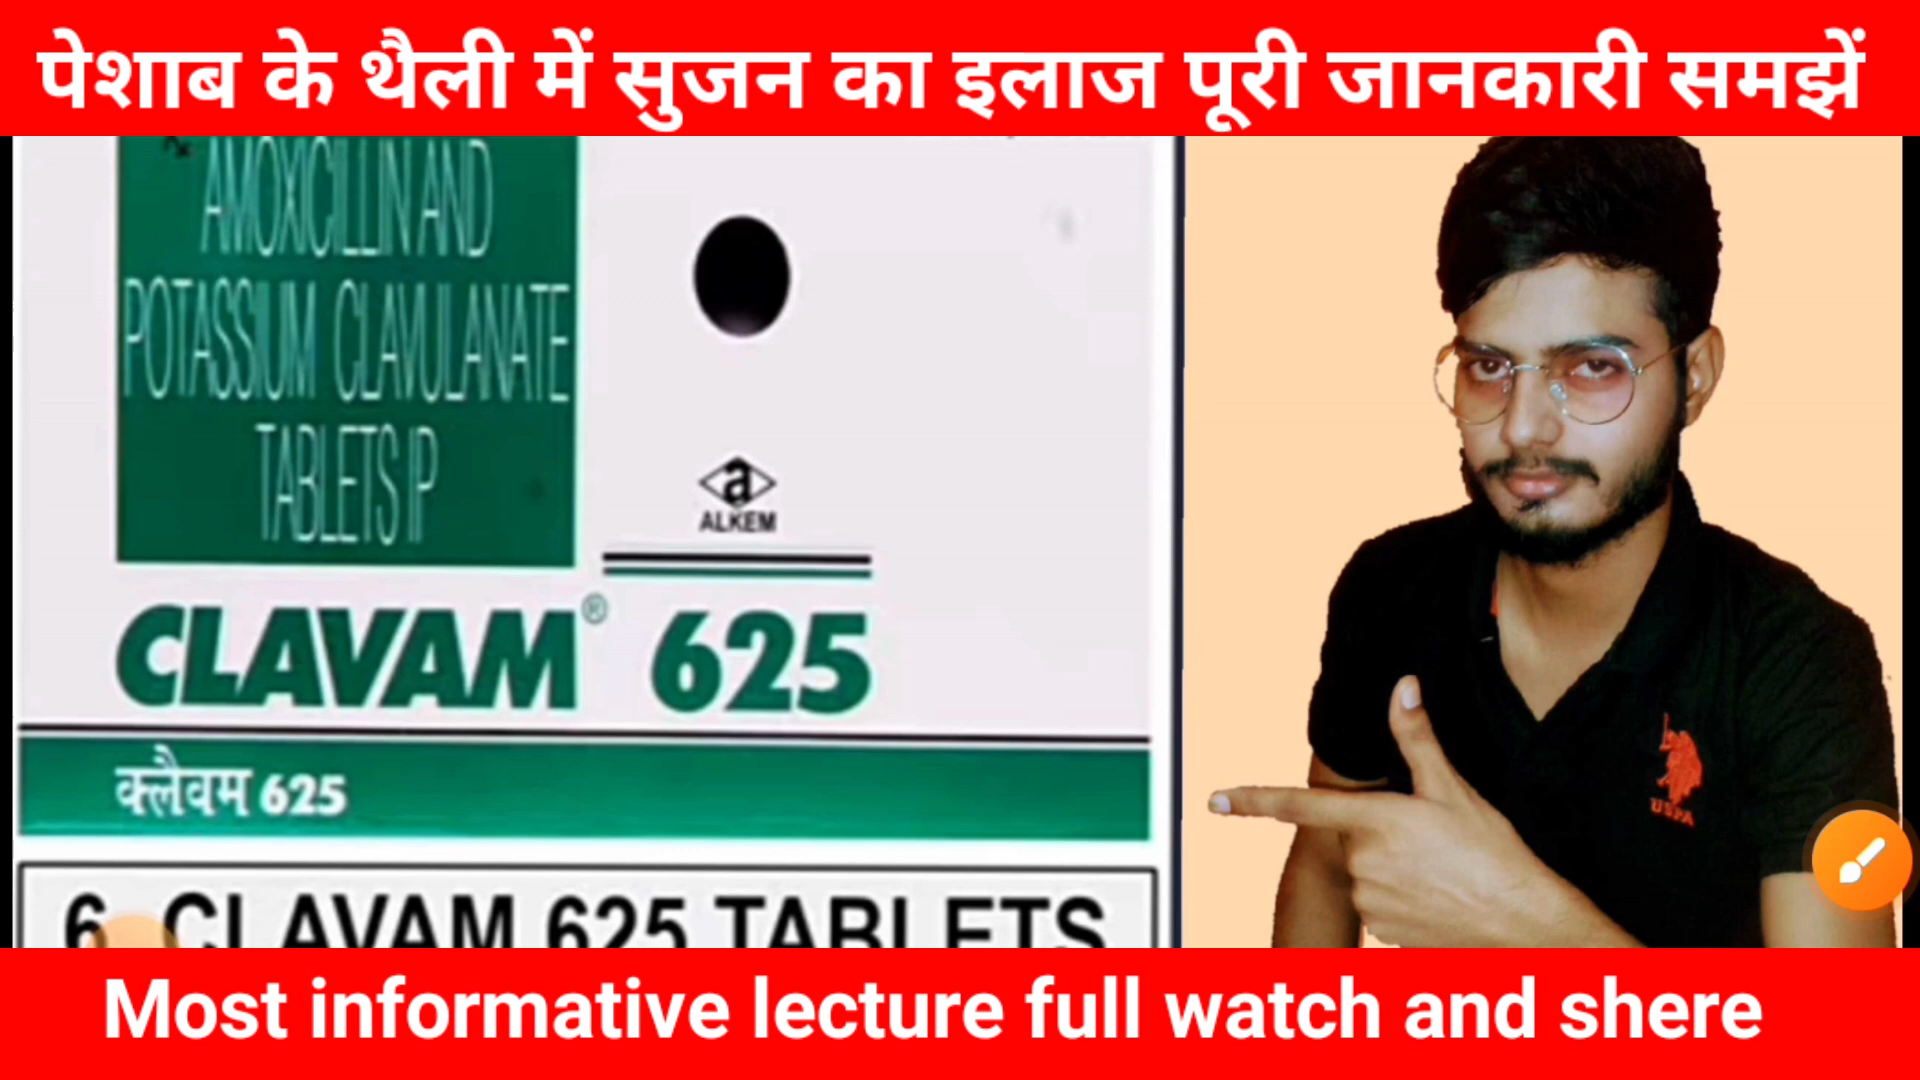 पेशाब के थैली में सुजन का इलाज पूरी जानकारी समझें
AMOXICILLIN AND
POTASSIUM CLAVULANATE
TABLETS IP
a
ALKEM
CLAVAM® 625
क्लैवम 625
6 CLAVAM 625 TABLETS
USPA
Most informative lecture full watch and shere